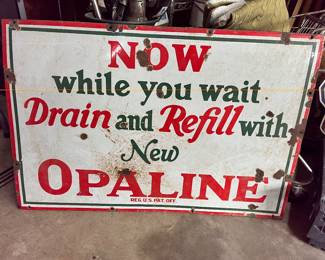 NOW
while you wait
Drain and Refill with
New
OPALINE
REG. U.S. PAT. OFF.